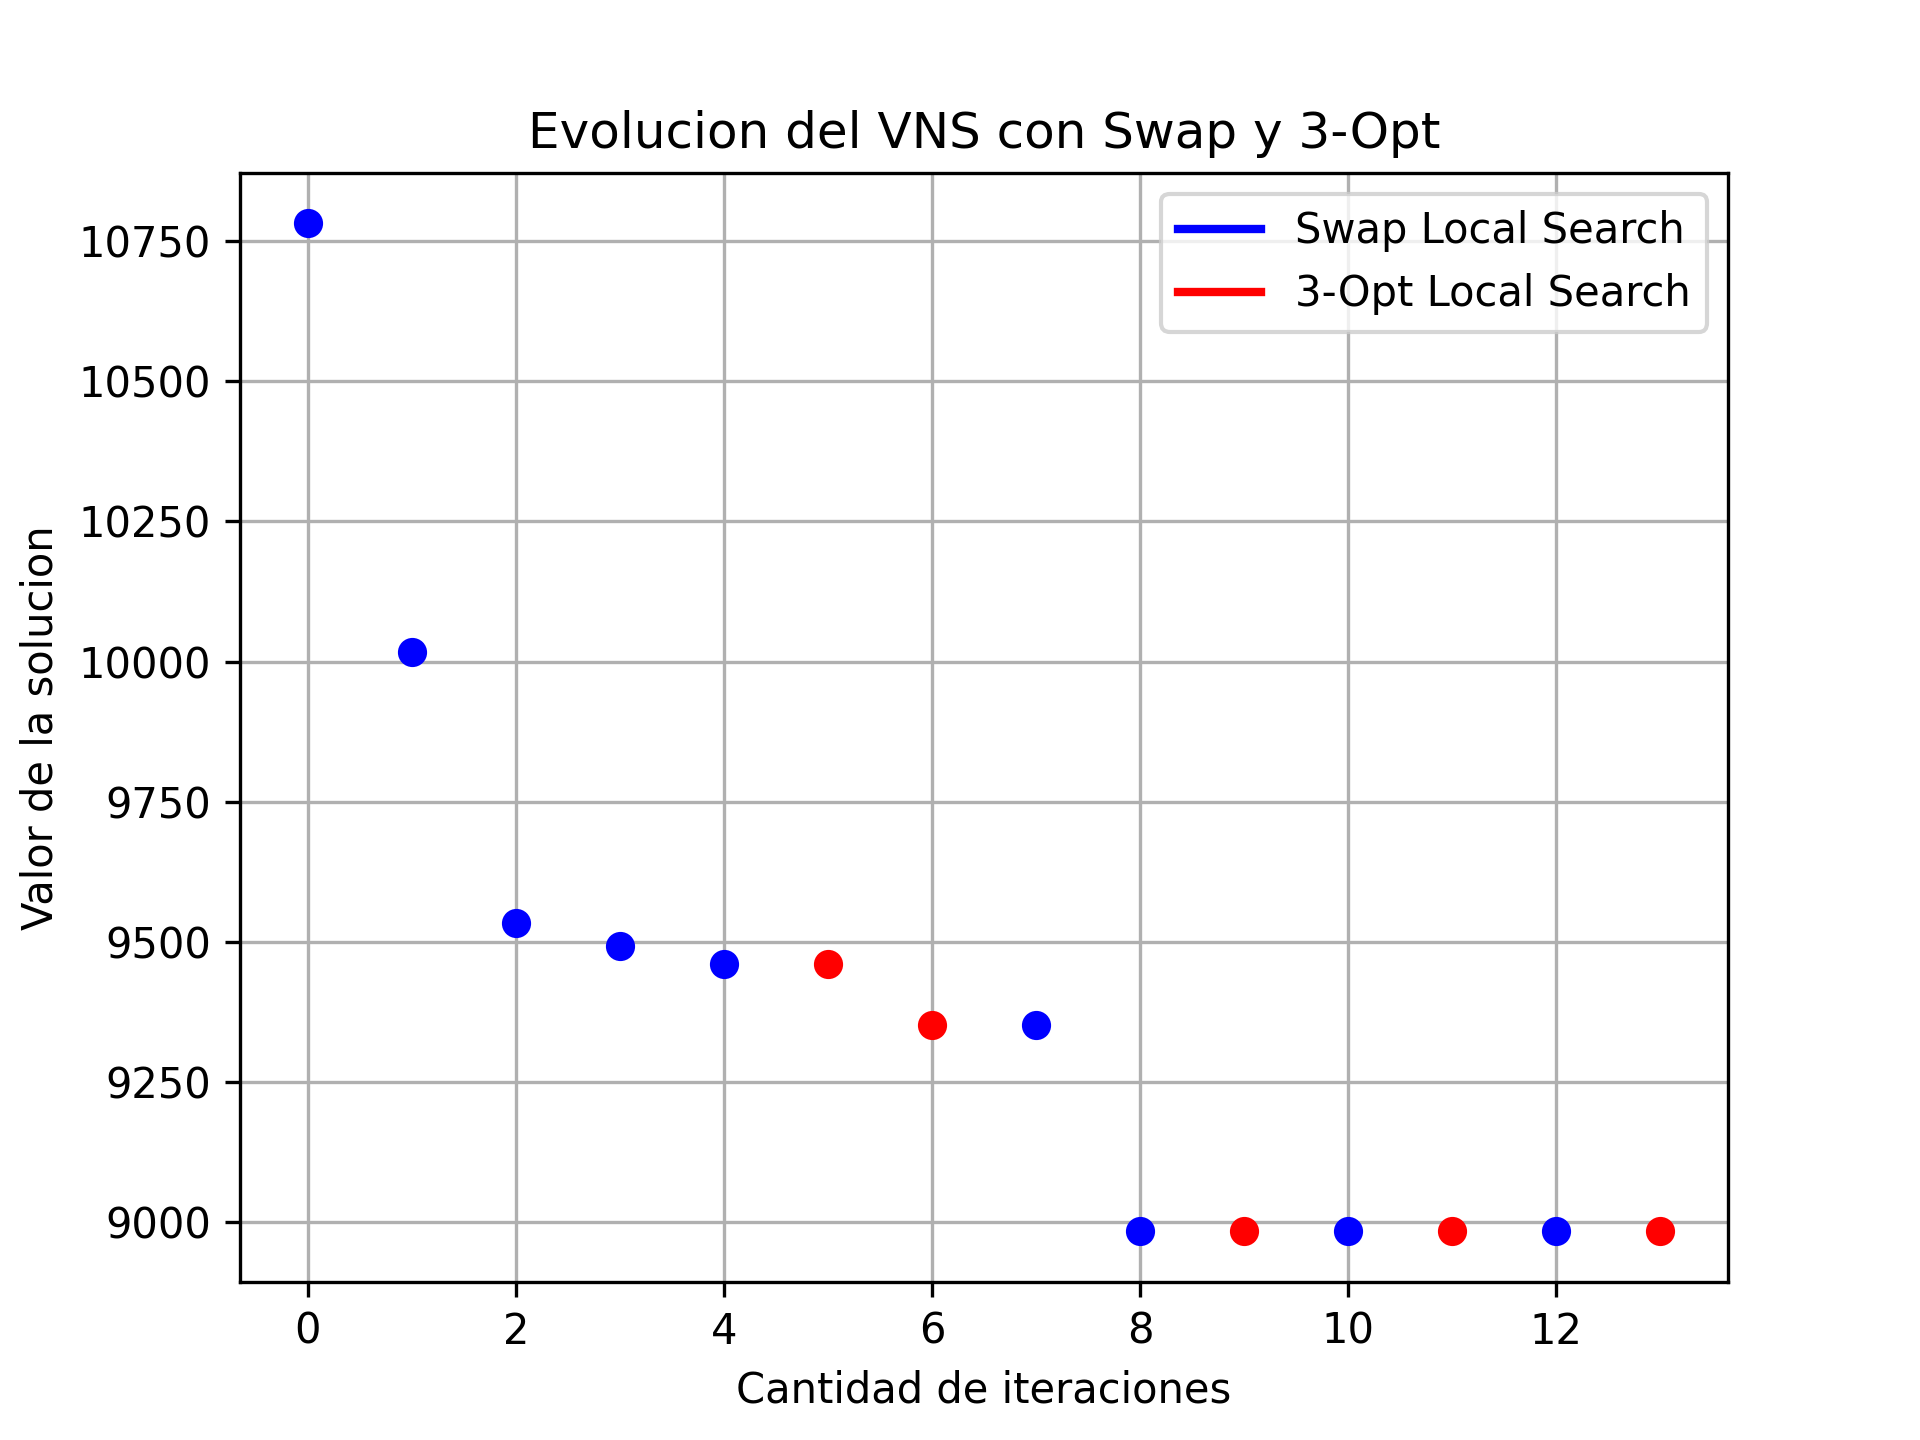 Evolucion del VNS con Swap y 3-Opt
Swap Local Search
3-Opt Local Search
Valor de la solucion
10750
10500
10250
10000
9750
9500
9250
9000
0 2 4 6 8 10 12
Cantidad de iteraciones